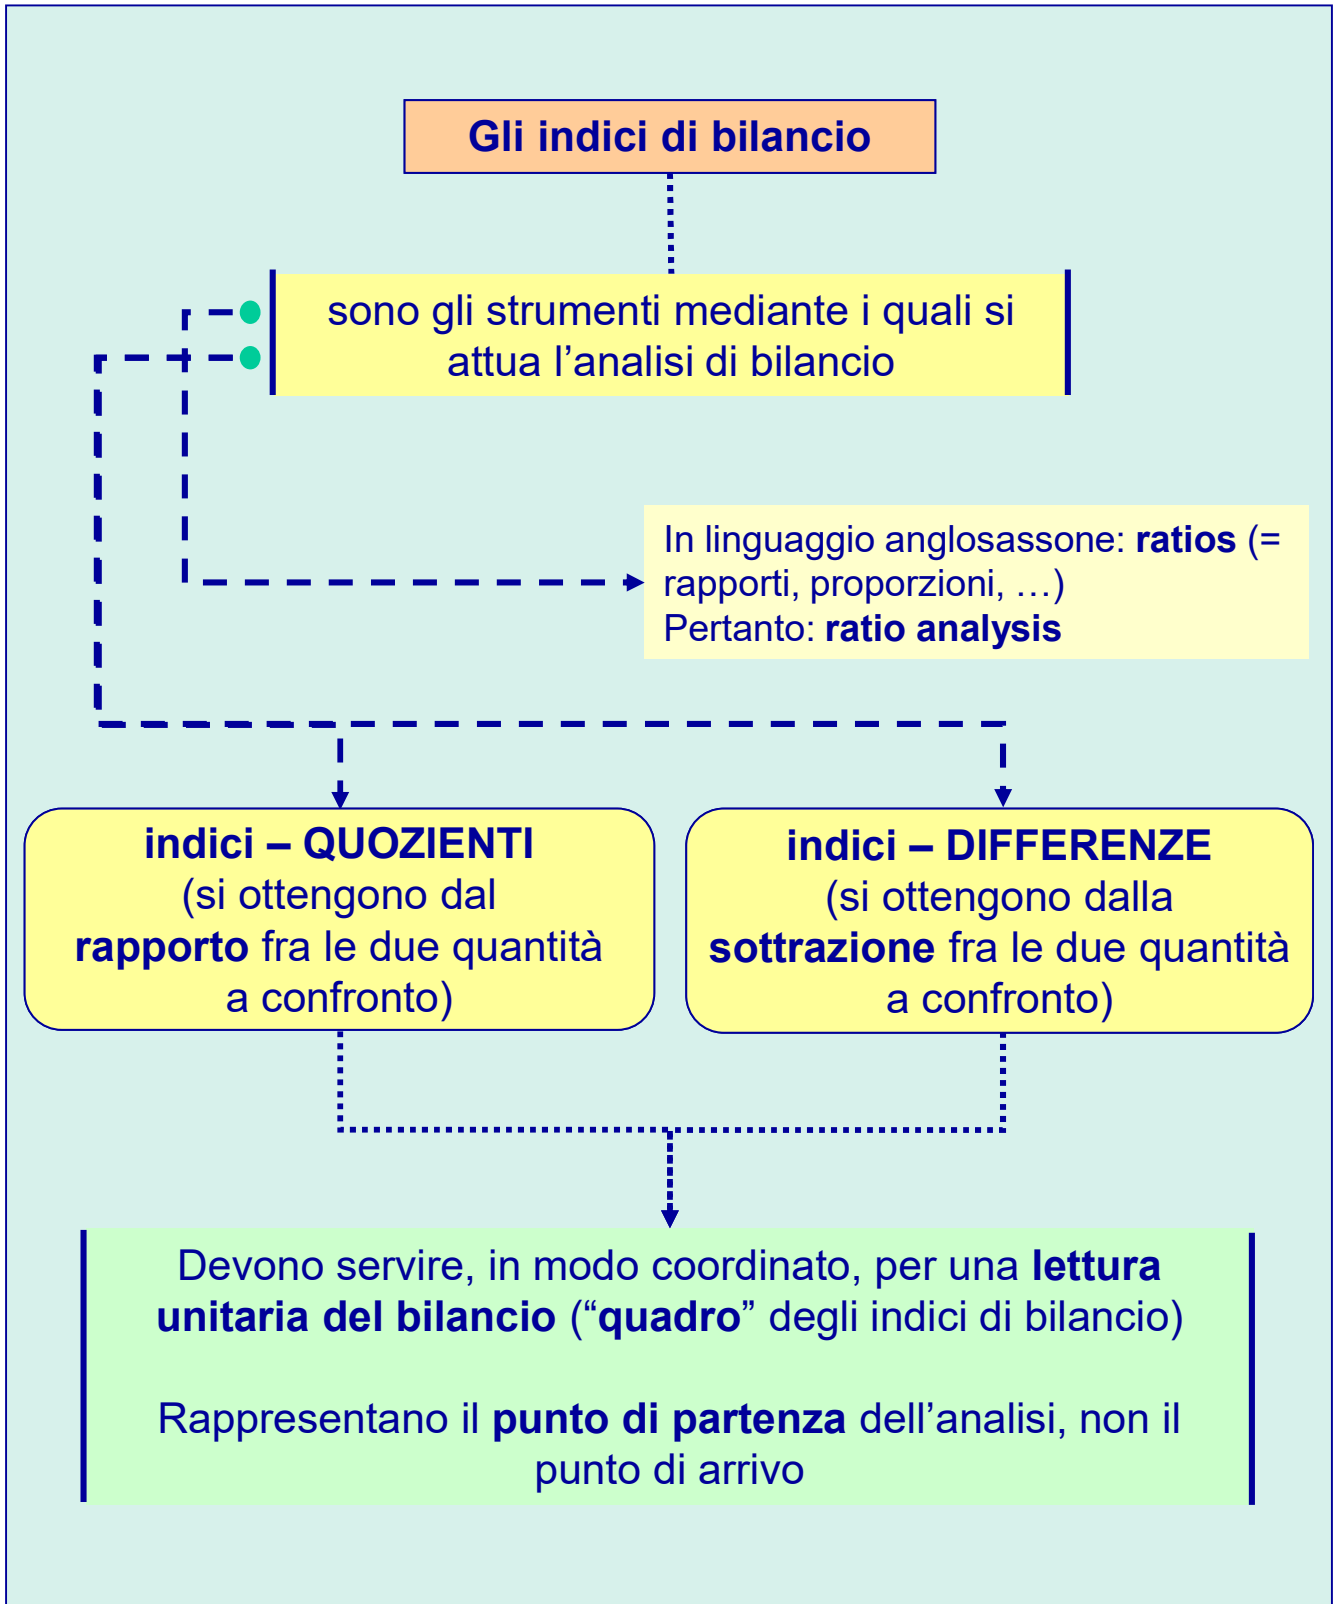 Gli indici di bilancio
sono gli strumenti mediante i quali si
attua l’analisi di bilancio
In linguaggio anglosassone: ratios (=
rapporti, proporzioni, …)
Pertanto: ratio analysis
indici – QUOZIENTI
(si ottengono dal
rapporto fra le due quantità
a confronto)
indici – DIFFERENZE
(si ottengono dalla
sottrazione fra le due quantità
a confronto)
Devono servire, in modo coordinato, per una lettura
unitaria del bilancio (“quadro” degli indici di bilancio)
Rappresentano il punto di partenza dell’analisi, non il
punto di arrivo